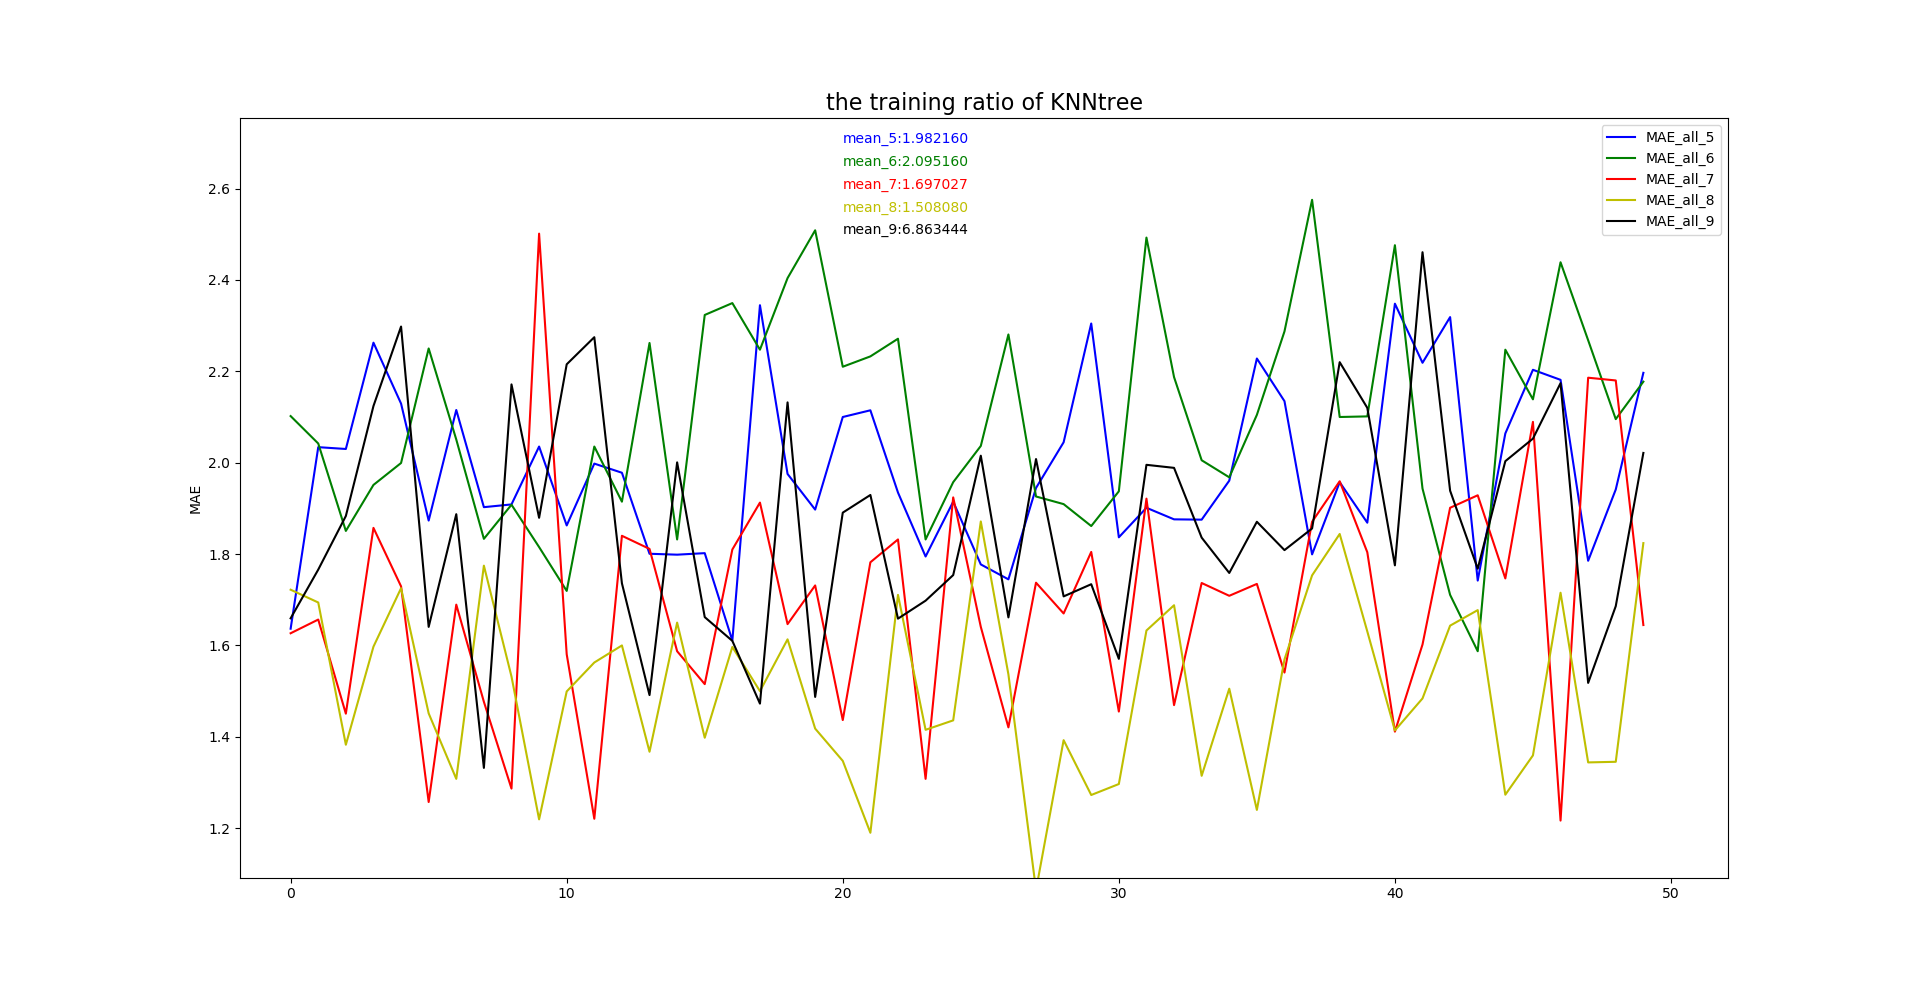 the training ratio of KNNtree
mean_5:1.982160
mean_6:2.095160
mean_7:1.697027
mean_8:1.508080
mean_9:6.863444
MAE_all_5
MAE_all_6
MAE_all_7
MAE_all_8
MAE_all_9
MAE
2.6
2.4
2.2
2.0
1.8
1.6
1.4
1.2
0 10 20 30 40 50